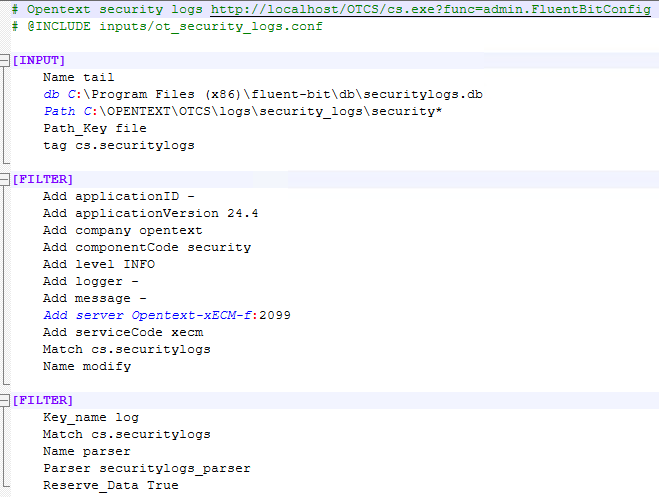 # Opentext security logs http://localhost/OTCS/cs.exe?func=admin.FluentBitConfig
# @INCLUDE inputs/ot_security_logs.conf
[INPUT]
Name tail
db C:\Program Files (x86)\fluent-bit\db\securitylogs.db
Path C:\OPENTEXT\OTCS\logs\security_logs\security*
Path_Key file
tag cs.securitylogs
[FILTER]
Add applicationID -
Add applicationVersion 24.4
Add company opentext
Add componentCode security
Add level INFO
Add logger -
Add message -
Add server Opentext-xECM-f:2099
Add serviceCode xecm
Match cs.securitylogs
Name modify
[FILTER]
Key_name log
Match cs.securitylogs
Name parser
Parser securitylogs_parser
Reserve_Data True